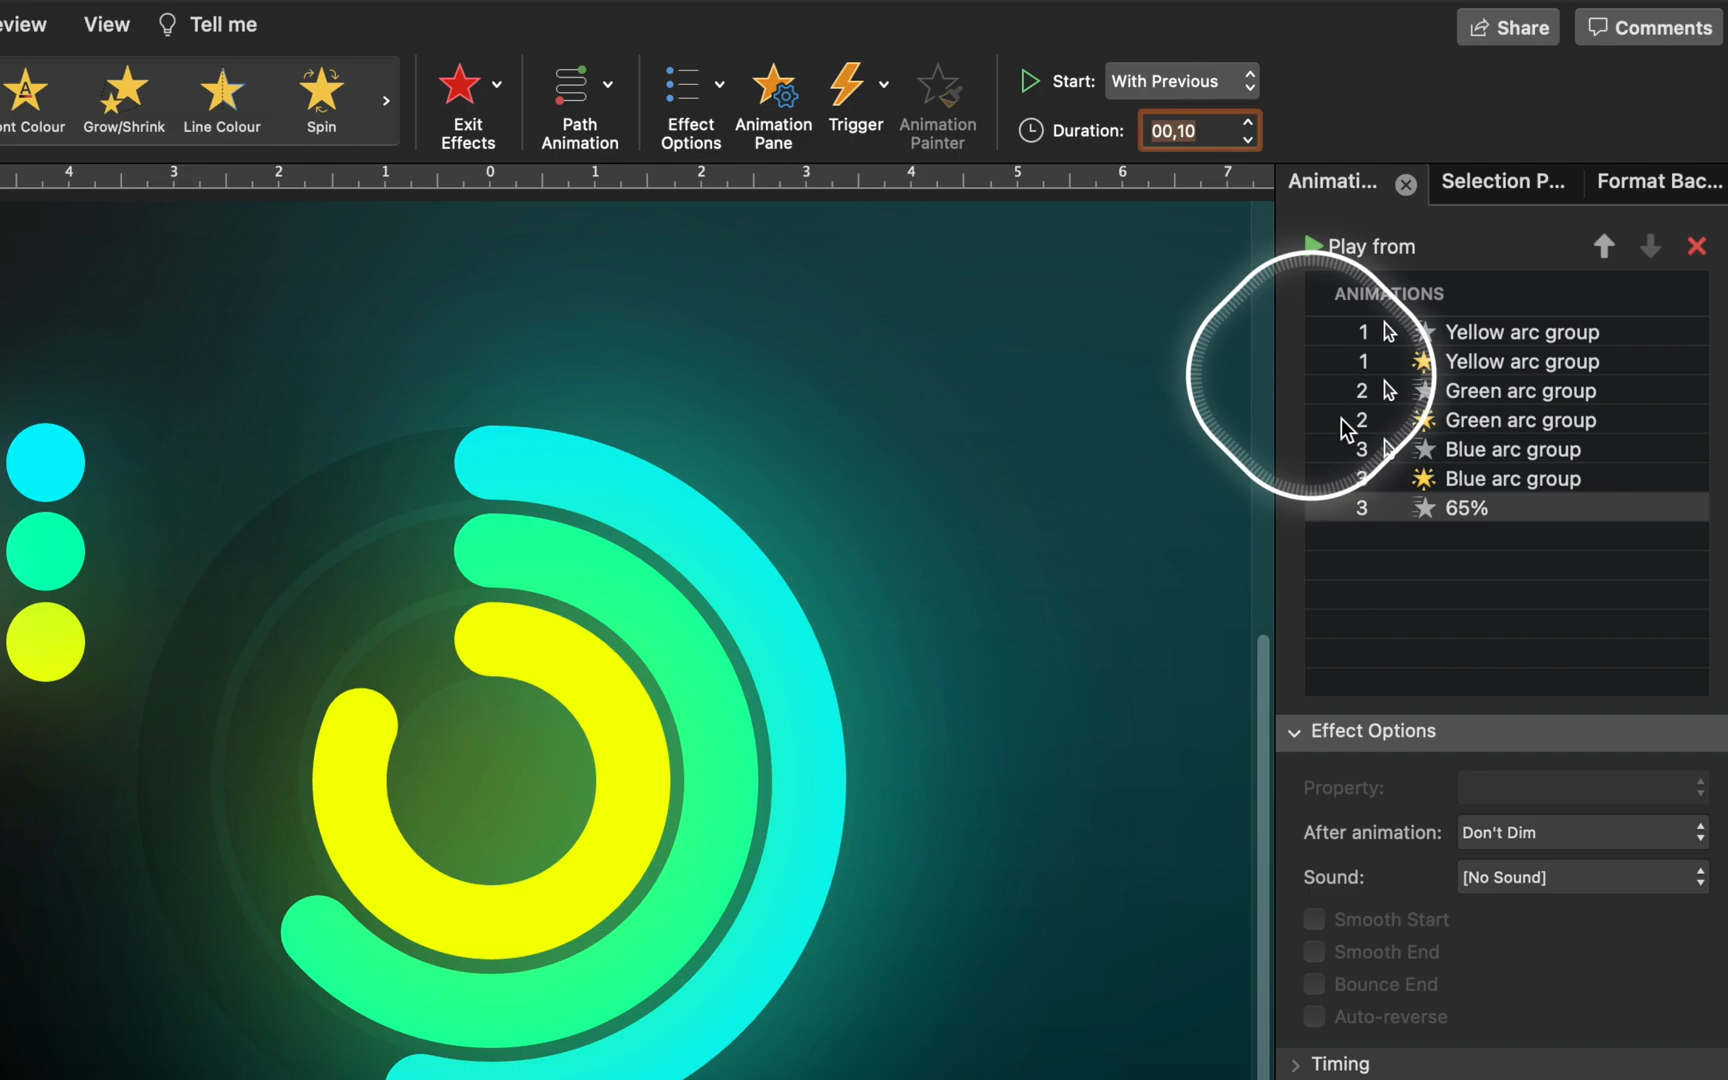 eview View Tell me
Share Comments
nt Colour Grow/Shrink Line Colour Spin
Exit Effects
Path Animation
Effect Options
Animation Pane
Trigger
Animation Painter
Start: With Previous
Duration: 00,10
4 3 2 1 0 1 2 3 4 5 6 7
Animati... Selection P... Format Bac...
Play from
ANIMATIONS
1 Yellow arc group
1 Yellow arc group
2 Green arc group
2 Green arc group
3 Blue arc group
3 Blue arc group
3 65%
Effect Options
Property:
After animation: Don't Dim
Sound: [No Sound]
Smooth Start
Smooth End
Bounce End
Auto-reverse
Timing